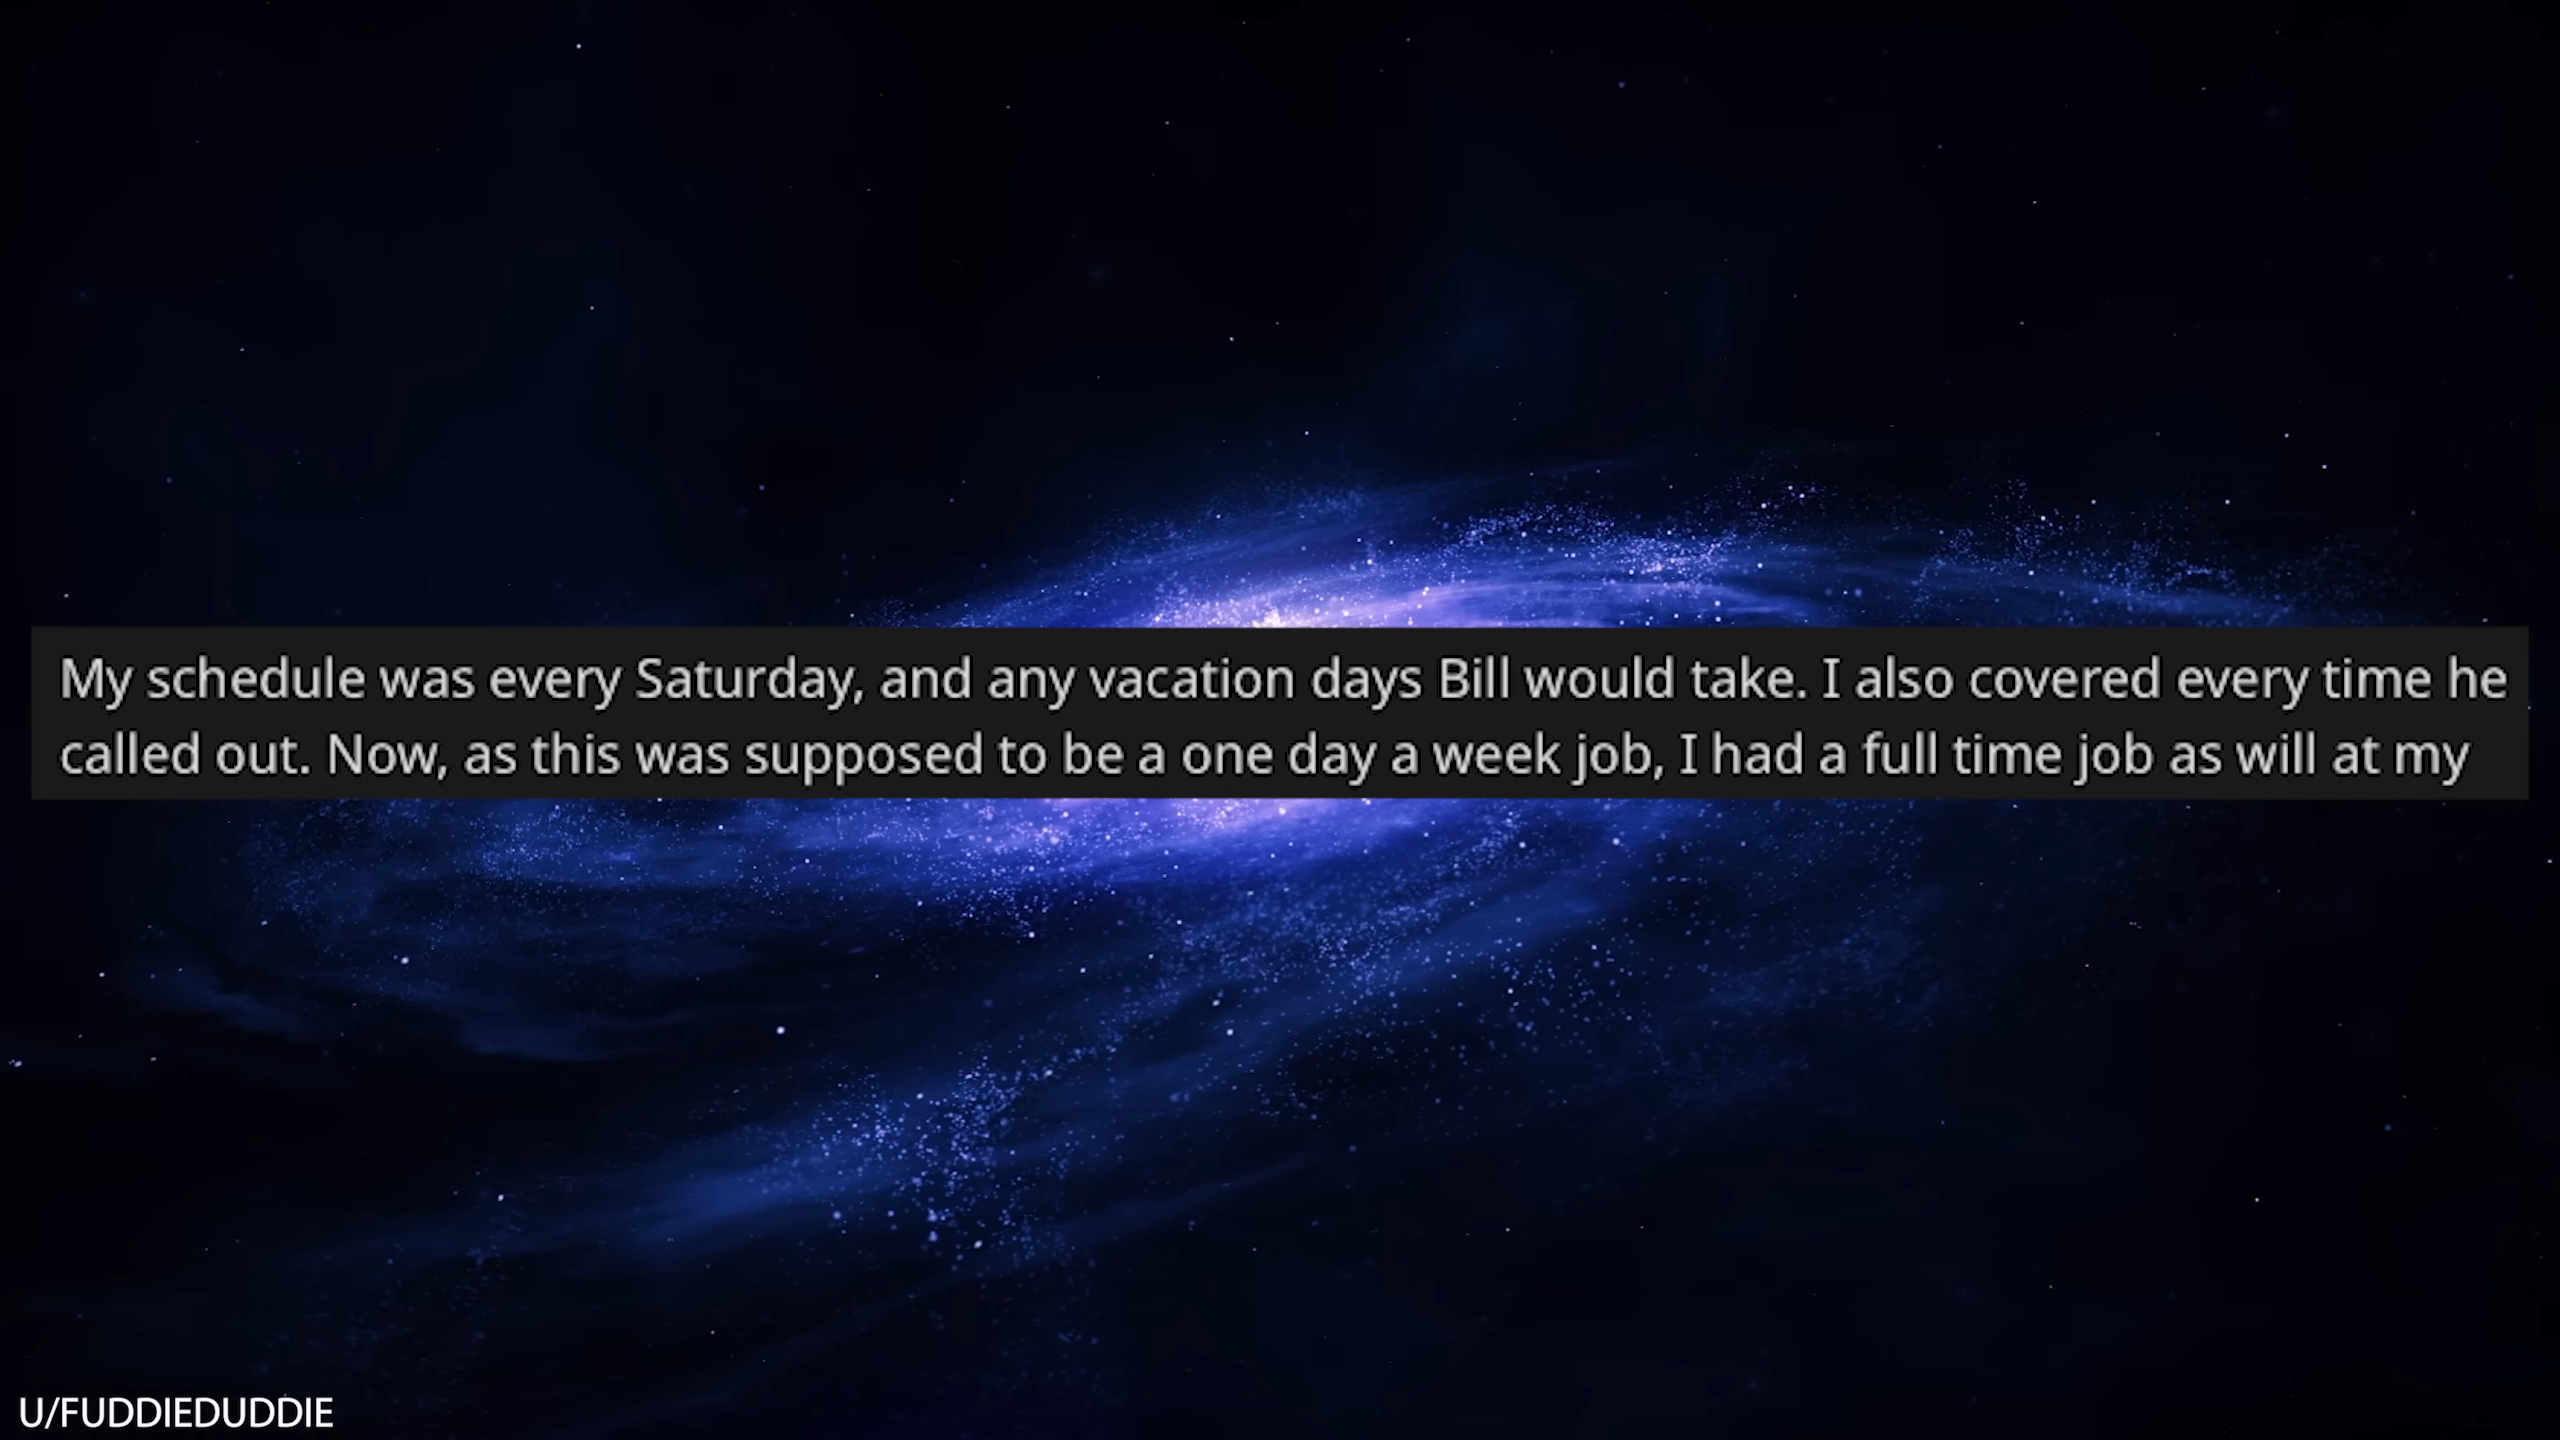 My schedule was every Saturday, and any vacation days Bill would take. I also covered every time he
called out. Now, as this was supposed to be a one day a week job, I had a full time job as will at my
U/FUDDIEDUDDIE